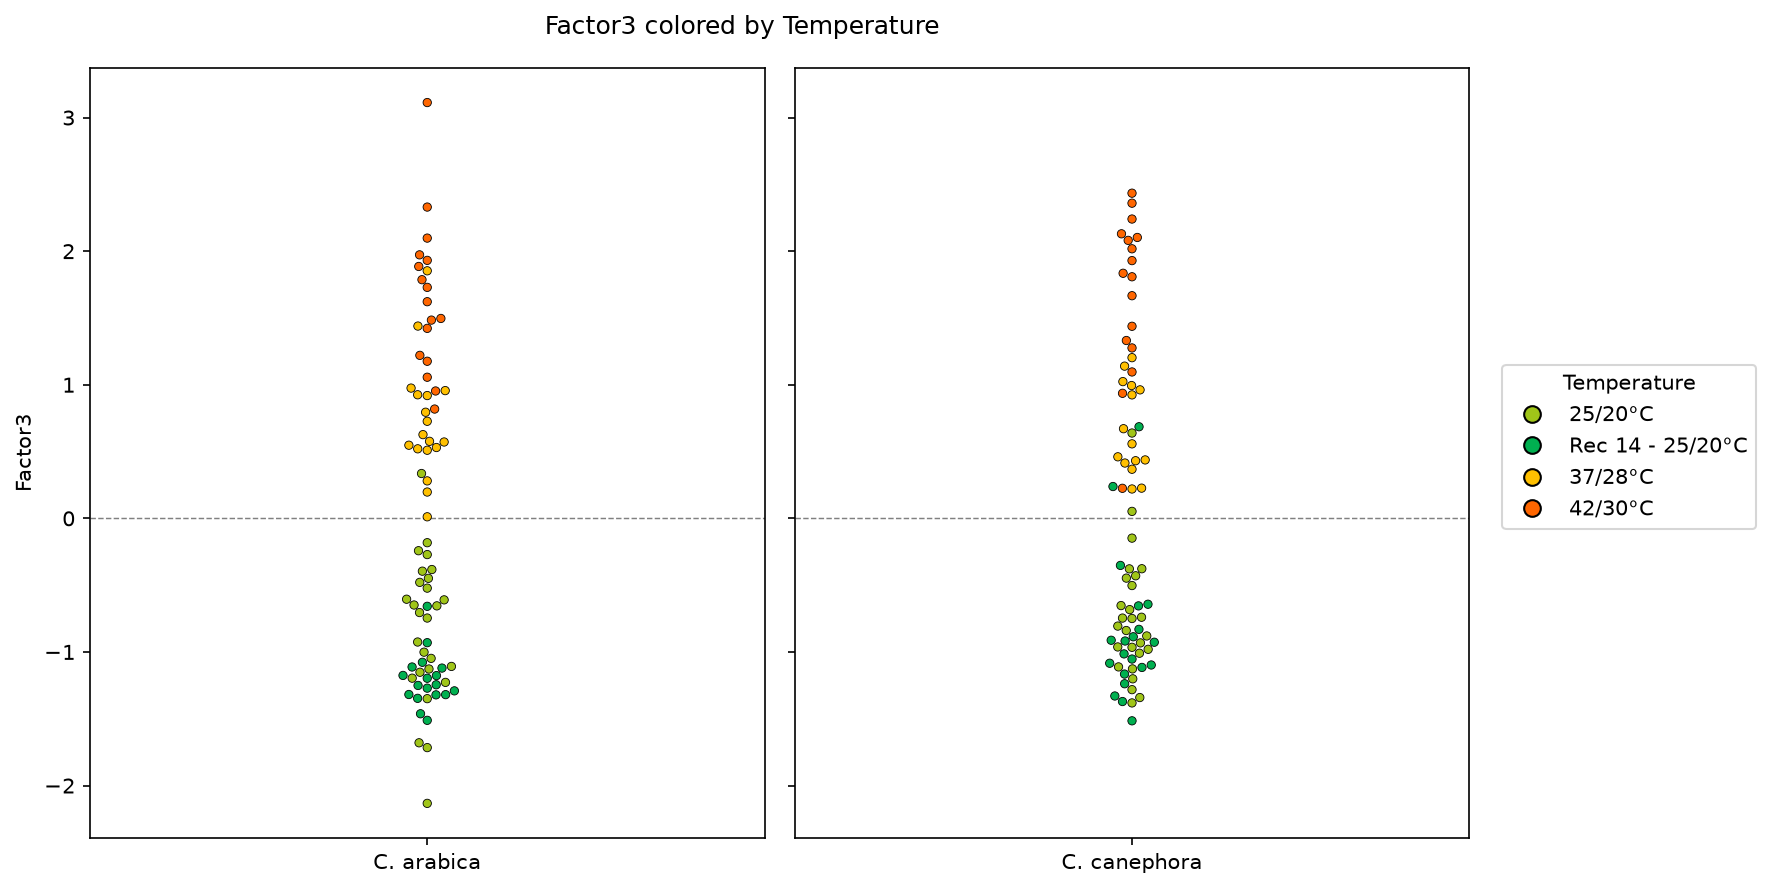 Factor3 colored by Temperature
Factor3
3
2
1
0
−1
−2
C. arabica
C. canephora
Temperature
25/20°C
Rec 14 - 25/20°C
37/28°C
42/30°C